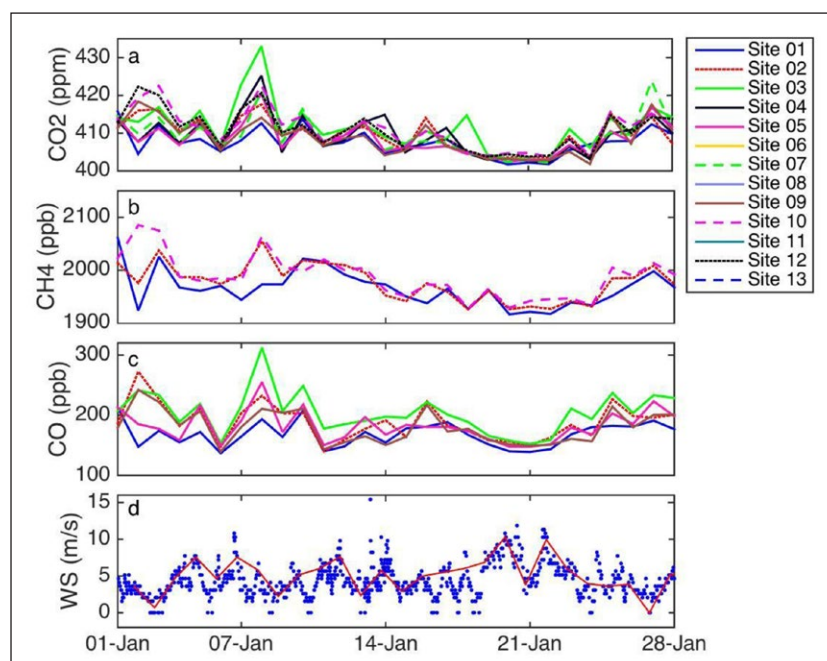 a
430
420
410
400
CO2 (ppm)
b
2100
2000
1900
CH4 (ppb)
c
300
200
100
CO (ppb)
d
15
10
5
0
WS (m/s)
01-Jan 07-Jan 14-Jan 21-Jan 28-Jan
Site 01
Site 02
Site 03
Site 04
Site 05
Site 06
Site 07
Site 08
Site 09
Site 10
Site 11
Site 12
Site 13